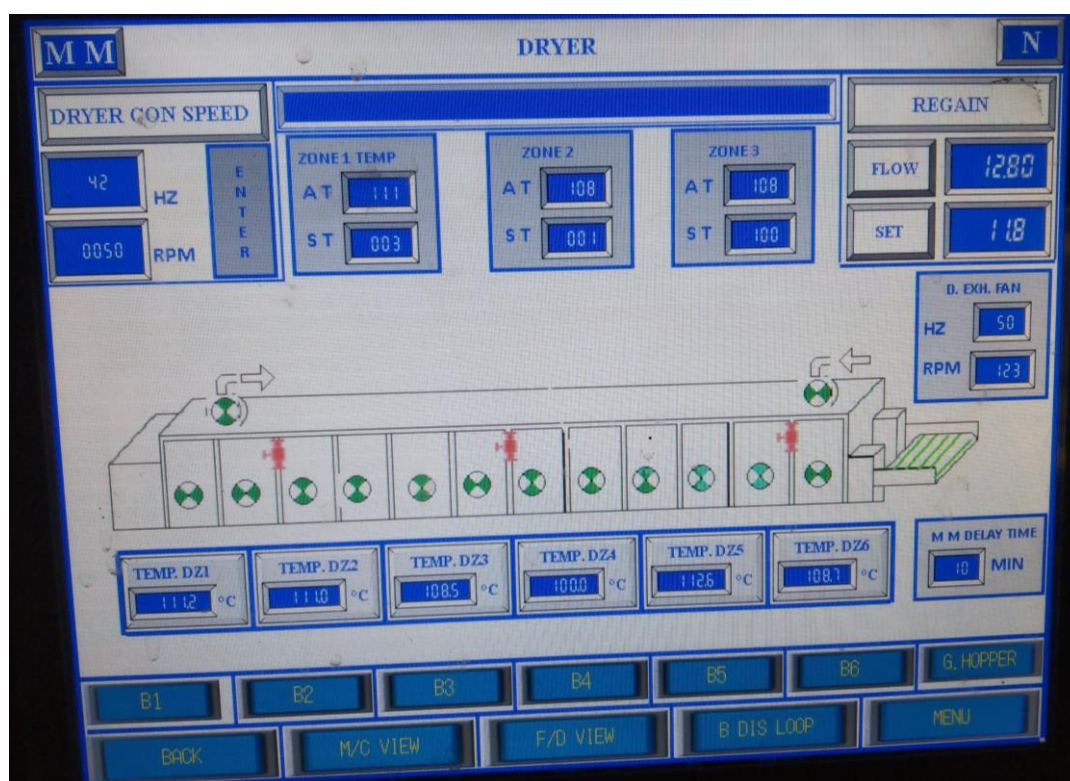 M M
DRYER
N
DRYER CON SPEED
42 HZ
0050 RPM
ENTER
ZONE 1 TEMP
AT 111
ST 003
ZONE 2
AT 108
ST 001
ZONE 3
AT 108
ST 100
REGAIN
FLOW 12.80
SET 11.8
D. EXH. FAN
HZ 50
RPM 123
TEMP. DZ1
111.2 °C
TEMP. DZ2
111.0 °C
TEMP. DZ3
108.5 °C
TEMP. DZ4
100.0 °C
TEMP. DZ5
112.6 °C
TEMP. DZ6
108.7 °C
M M DELAY TIME
10 MIN
B1
B2
B3
B4
B5
B6
G. HOPPER
BACK
M/C VIEW
F/D VIEW
B DIS LOOP
MENU